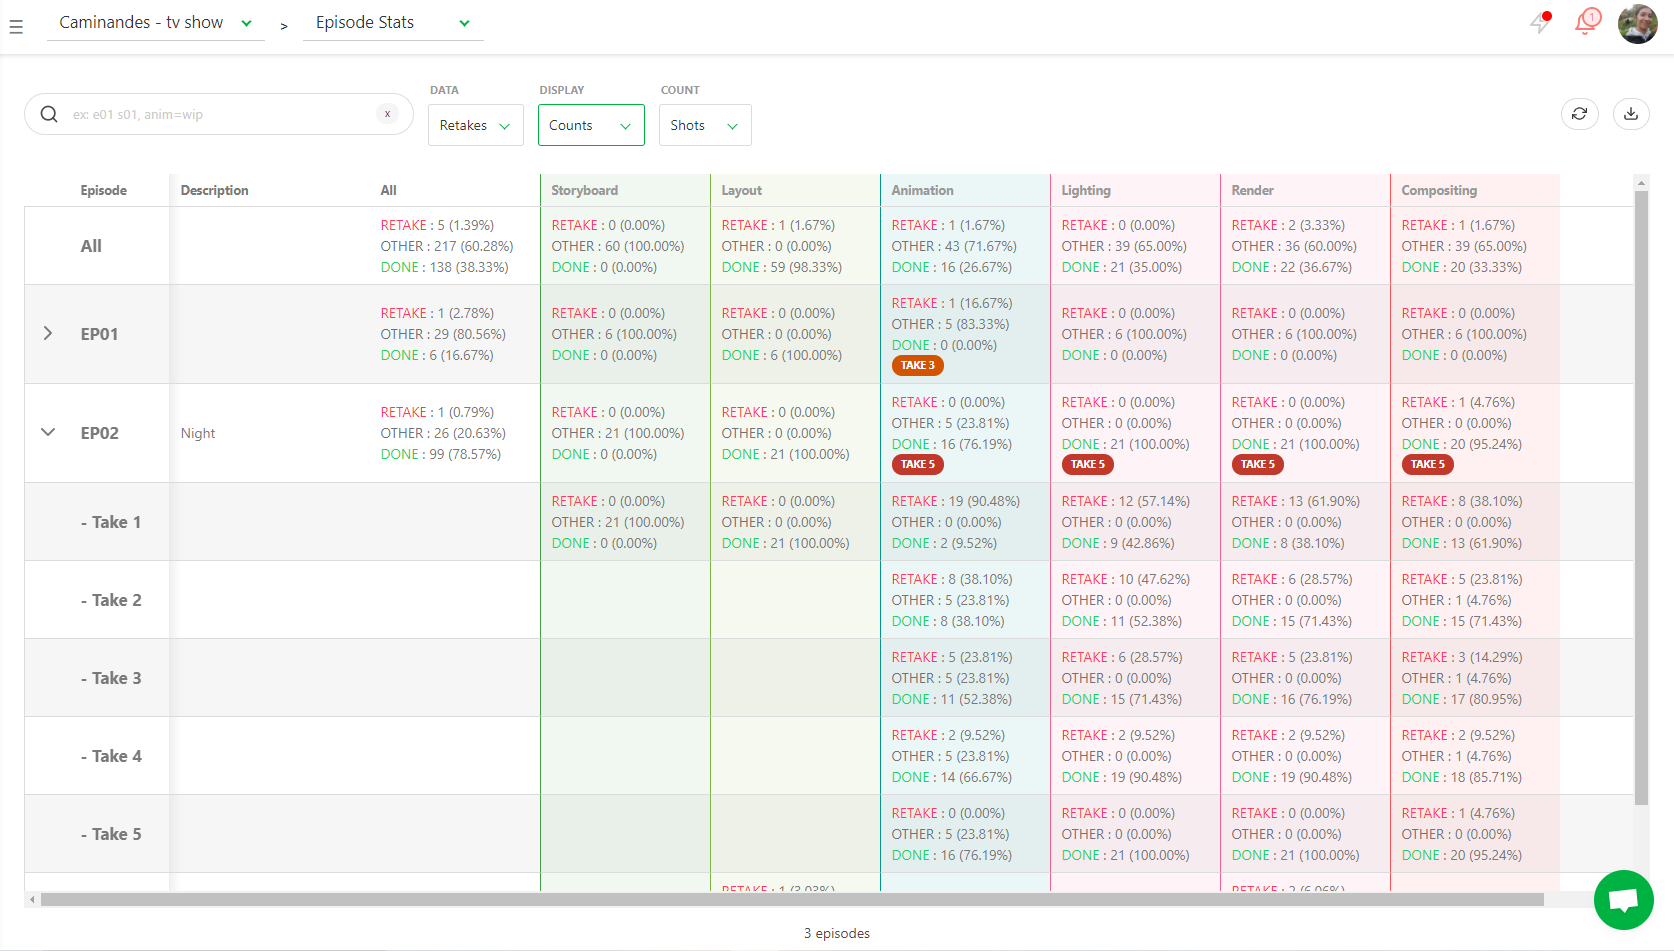 Caminandes - tv show > Episode Stats
1
DATA DISPLAY COUNT
ex: e01 s01, anim=wip x Retakes Counts Shots
Episode Description All Storyboard Layout Animation Lighting Render Compositing
All
RETAKE : 5 (1.39%) RETAKE : 0 (0.00%) RETAKE : 1 (1.67%) RETAKE : 1 (1.67%) RETAKE : 0 (0.00%) RETAKE : 2 (3.33%) RETAKE : 1 (1.67%)
OTHER : 217 (60.28%) OTHER : 60 (100.00%) OTHER : 0 (0.00%) OTHER : 43 (71.67%) OTHER : 39 (65.00%) OTHER : 36 (60.00%) OTHER : 39 (65.00%)
DONE : 138 (38.33%) DONE : 0 (0.00%) DONE : 59 (98.33%) DONE : 16 (26.67%) DONE : 21 (35.00%) DONE : 22 (36.67%) DONE : 20 (33.33%)
EP01
RETAKE : 1 (2.78%) RETAKE : 0 (0.00%) RETAKE : 0 (0.00%) RETAKE : 1 (16.67%) RETAKE : 0 (0.00%) RETAKE : 0 (0.00%) RETAKE : 0 (0.00%)
OTHER : 29 (80.56%) OTHER : 6 (100.00%) OTHER : 0 (0.00%) OTHER : 5 (83.33%) OTHER : 6 (100.00%) OTHER : 6 (100.00%) OTHER : 6 (100.00%)
DONE : 6 (16.67%) DONE : 0 (0.00%) DONE : 6 (100.00%) DONE : 0 (0.00%) DONE : 0 (0.00%) DONE : 0 (0.00%) DONE : 0 (0.00%)
TAKE 3
EP02 Night
RETAKE : 1 (0.79%) RETAKE : 0 (0.00%) RETAKE : 0 (0.00%) RETAKE : 0 (0.00%) RETAKE : 0 (0.00%) RETAKE : 0 (0.00%) RETAKE : 1 (4.76%)
OTHER : 26 (20.63%) OTHER : 21 (100.00%) OTHER : 0 (0.00%) OTHER : 5 (23.81%) OTHER : 0 (0.00%) OTHER : 0 (0.00%) OTHER : 0 (0.00%)
DONE : 99 (78.57%) DONE : 0 (0.00%) DONE : 21 (100.00%) DONE : 16 (76.19%) DONE : 21 (100.00%) DONE : 21 (100.00%) DONE : 20 (95.24%)
TAKE 5 TAKE 5 TAKE 5 TAKE 5
- Take 1
RETAKE : 0 (0.00%) RETAKE : 0 (0.00%) RETAKE : 19 (90.48%) RETAKE : 12 (57.14%) RETAKE : 13 (61.90%) RETAKE : 8 (38.10%)
OTHER : 21 (100.00%) OTHER : 0 (0.00%) OTHER : 0 (0.00%) OTHER : 0 (0.00%) OTHER : 0 (0.00%) OTHER : 0 (0.00%)
DONE : 0 (0.00%) DONE : 21 (100.00%) DONE : 2 (9.52%) DONE : 9 (42.86%) DONE : 8 (38.10%) DONE : 13 (61.90%)
- Take 2
RETAKE : 8 (38.10%) RETAKE : 10 (47.62%) RETAKE : 6 (28.57%) RETAKE : 5 (23.81%)
OTHER : 5 (23.81%) OTHER : 0 (0.00%) OTHER : 0 (0.00%) OTHER : 1 (4.76%)
DONE : 8 (38.10%) DONE : 11 (52.38%) DONE : 15 (71.43%) DONE : 15 (71.43%)
- Take 3
RETAKE : 5 (23.81%) RETAKE : 6 (28.57%) RETAKE : 5 (23.81%) RETAKE : 3 (14.29%)
OTHER : 5 (23.81%) OTHER : 0 (0.00%) OTHER : 0 (0.00%) OTHER : 1 (4.76%)
DONE : 11 (52.38%) DONE : 15 (71.43%) DONE : 16 (76.19%) DONE : 17 (80.95%)
- Take 4
RETAKE : 2 (9.52%) RETAKE : 2 (9.52%) RETAKE : 2 (9.52%) RETAKE : 2 (9.52%)
OTHER : 5 (23.81%) OTHER : 0 (0.00%) OTHER : 0 (0.00%) OTHER : 1 (4.76%)
DONE : 14 (66.67%) DONE : 19 (90.48%) DONE : 19 (90.48%) DONE : 18 (85.71%)
- Take 5
RETAKE : 0 (0.00%) RETAKE : 0 (0.00%) RETAKE : 0 (0.00%) RETAKE : 1 (4.76%)
OTHER : 5 (23.81%) OTHER : 0 (0.00%) OTHER : 0 (0.00%) OTHER : 0 (0.00%)
DONE : 16 (76.19%) DONE : 21 (100.00%) DONE : 21 (100.00%) DONE : 20 (95.24%)
RETAKE : 1 (3.03%) RETAKE : 2 (6.06%)
3 episodes